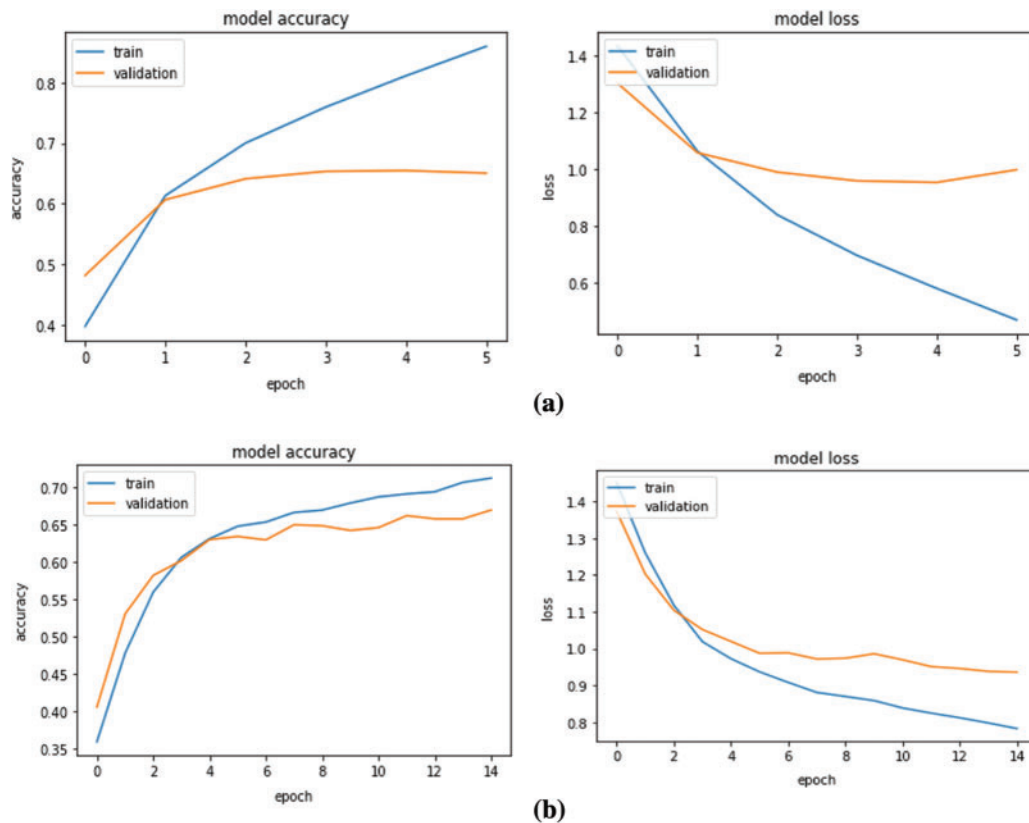 model accuracy
train
validation
0.8
0.7
0.6
0.5
0.4
accuracy
0 1 2 3 4 5
epoch
model loss
train
validation
1.4
1.2
1.0
0.8
0.6
loss
0 1 2 3 4 5
epoch
(a)
model accuracy
train
validation
0.70
0.65
0.60
0.55
0.50
0.45
0.40
0.35
accuracy
0 2 4 6 8 10 12 14
epoch
model loss
train
validation
1.4
1.3
1.2
1.1
1.0
0.9
0.8
loss
0 2 4 6 8 10 12 14
epoch
(b)